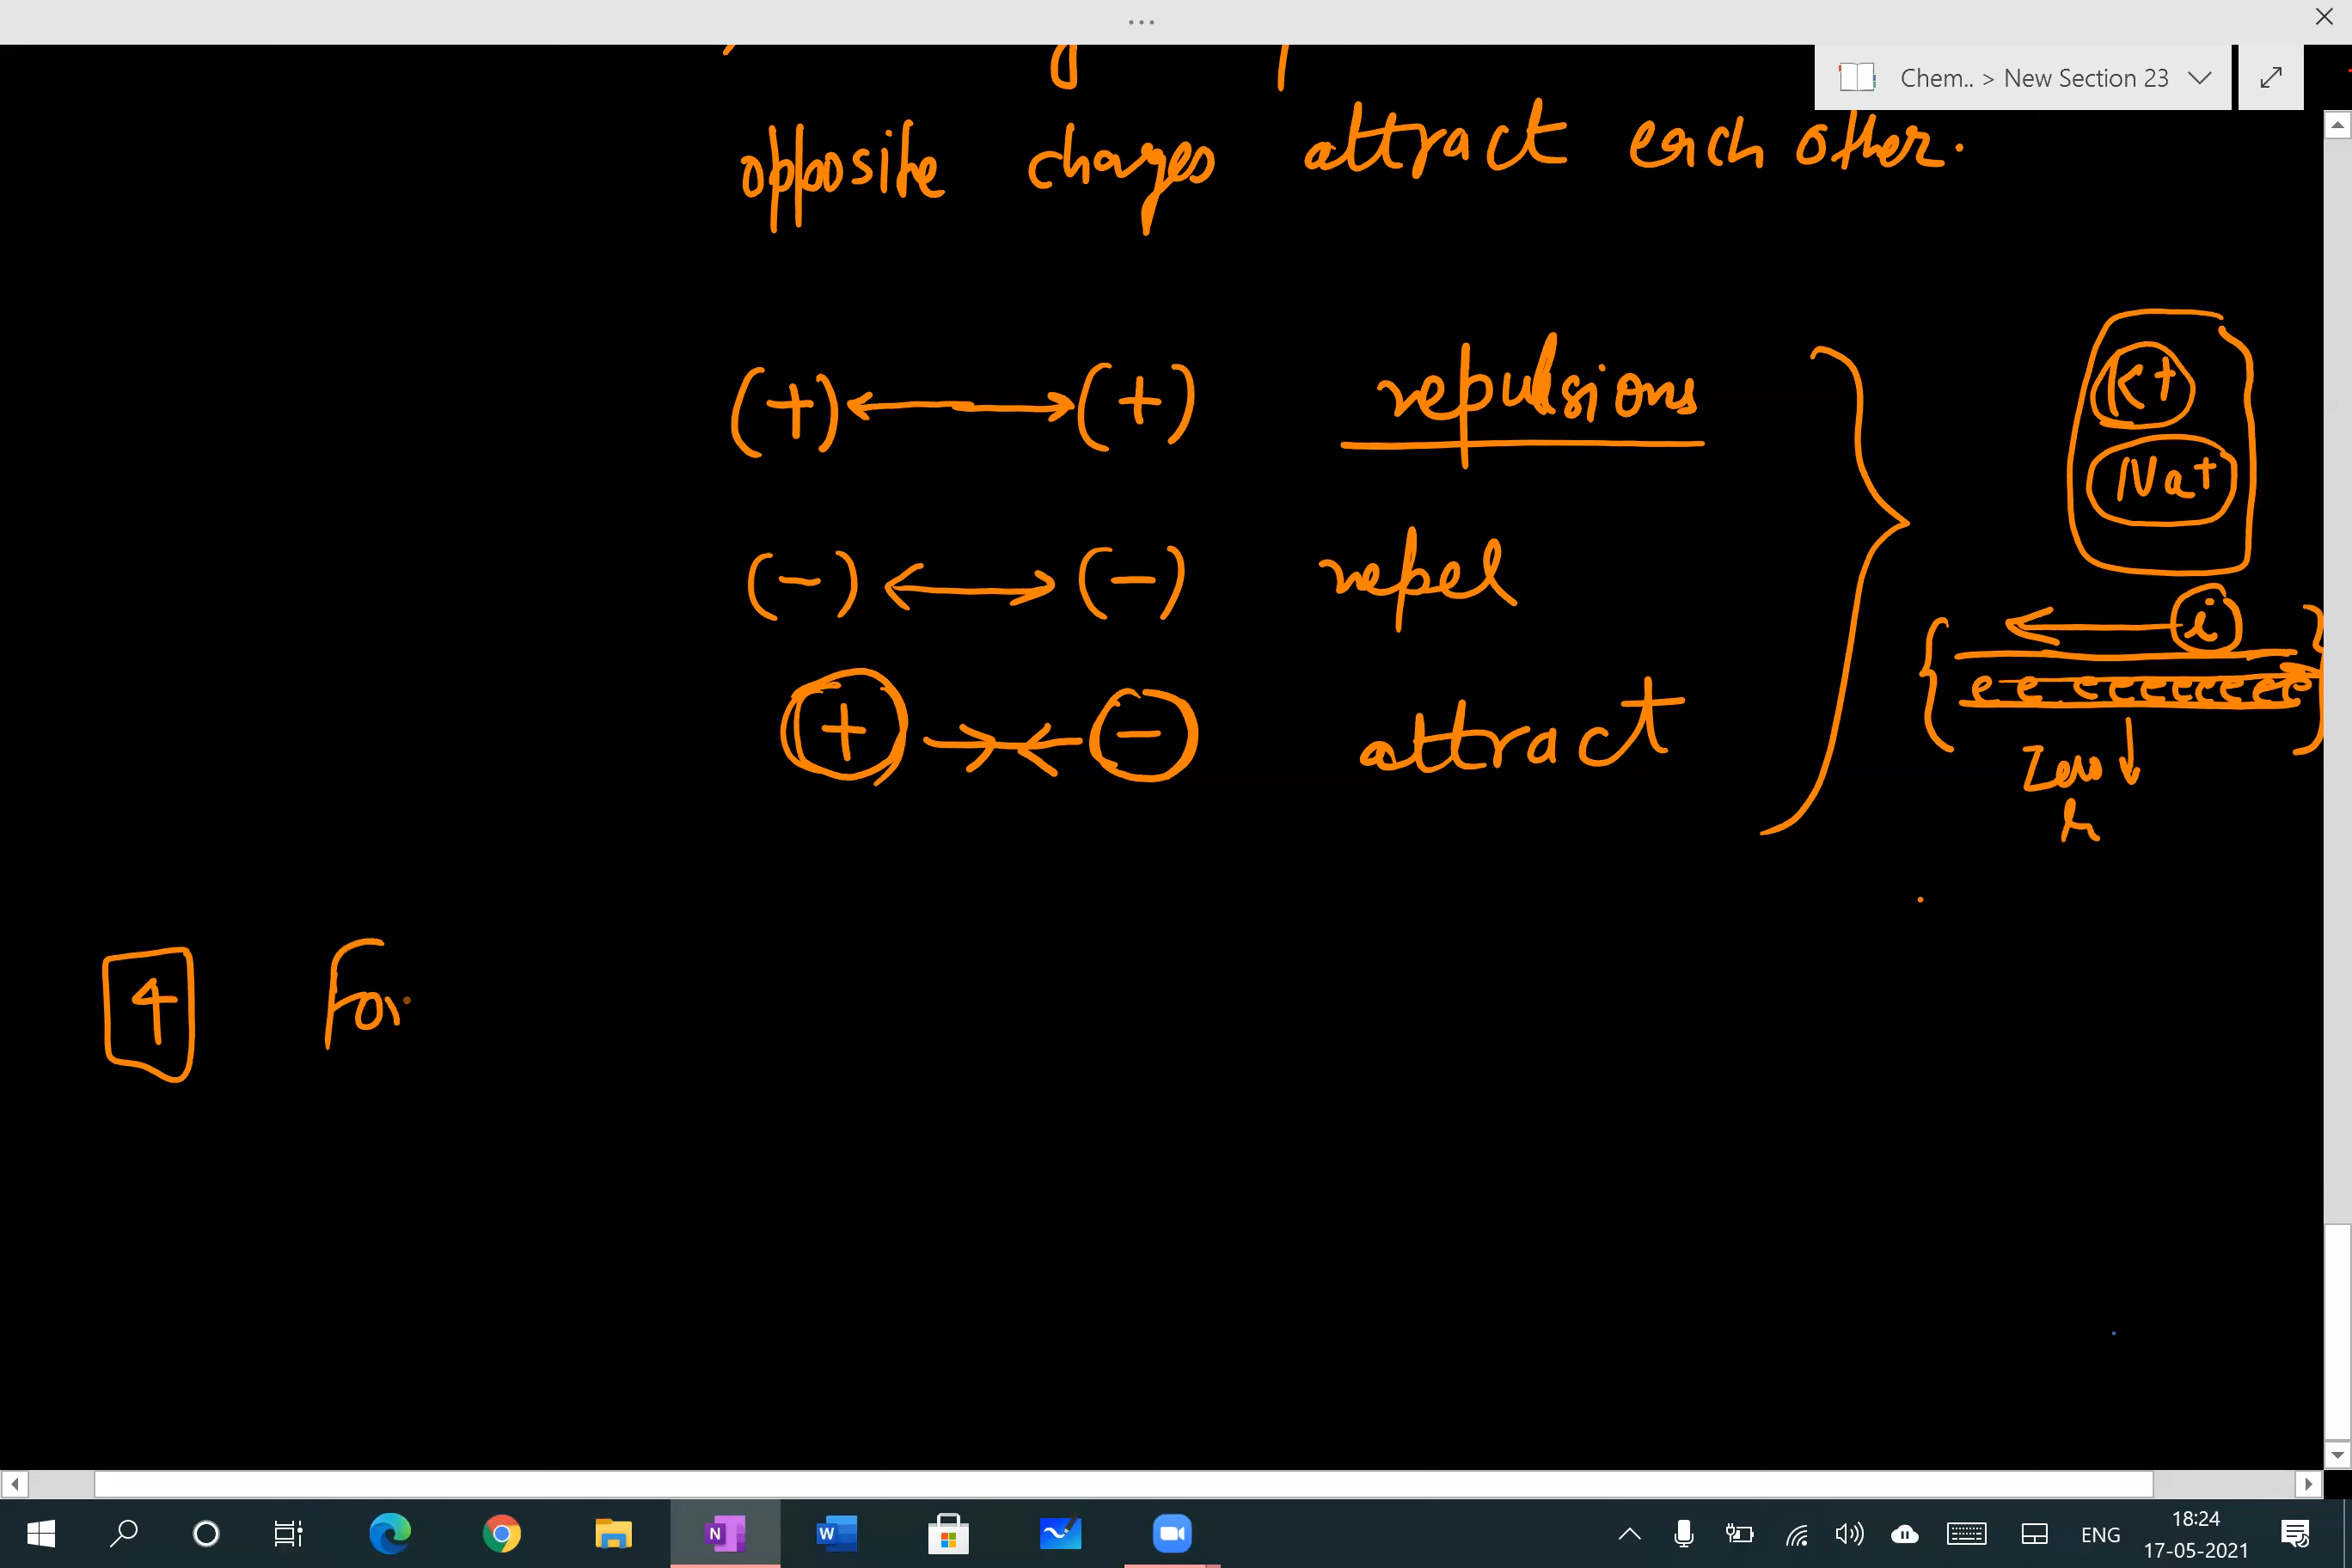 Chem.. > New Section 23
opposite charges attract each other.
(+) ⟷ (+) repulsions
(-) ⟷ (-) repel
+ → ← - attract
K+
Na+
i
e e e e e e e e e
Zero ↓
4 For
ENG
18:24
17-05-2021